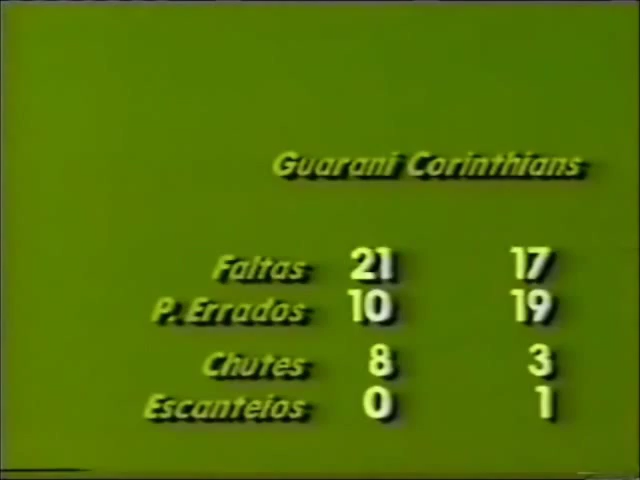 Guarani Corinthians
Faltas 21 17
P. Errados 10 19
Chutes 8 3
Escanteios 0 1